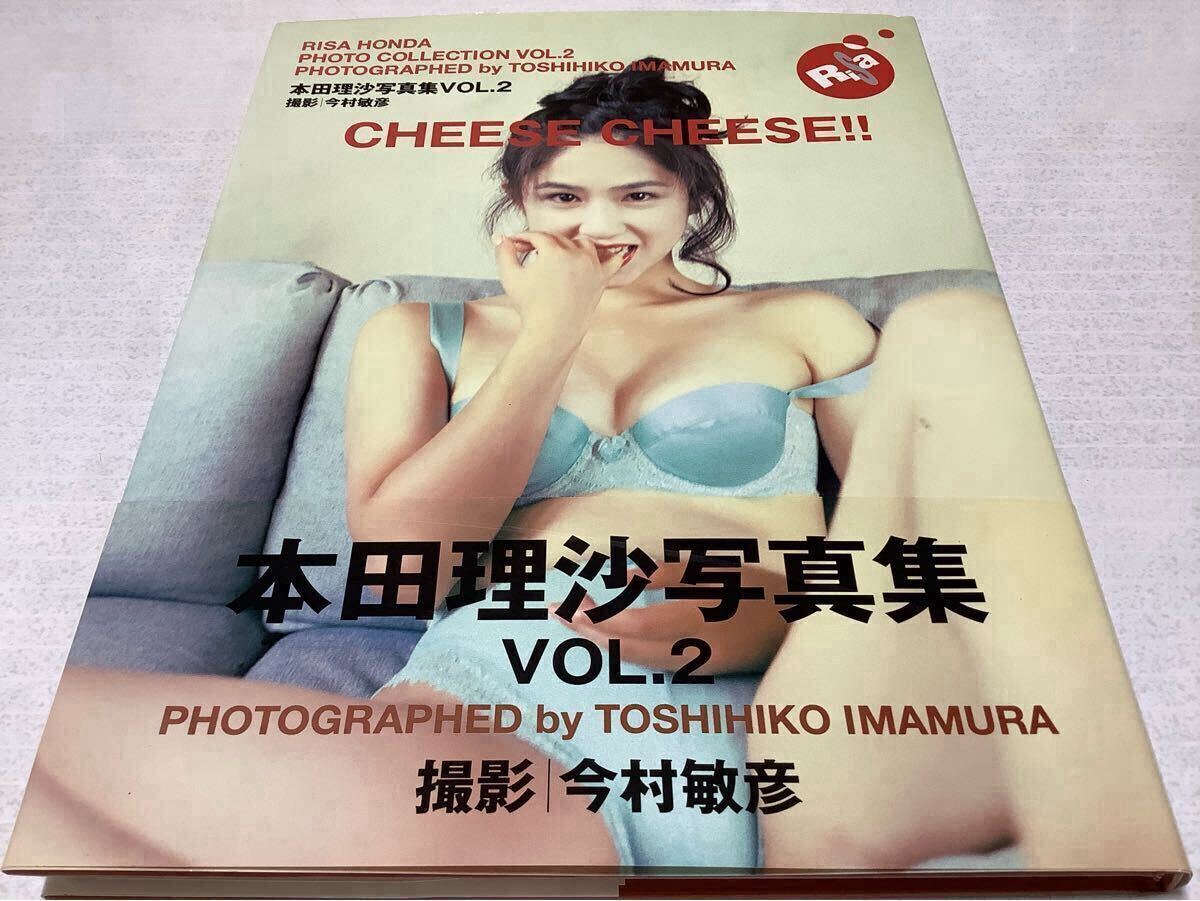 RISA HONDA
PHOTO COLLECTION VOL.2
PHOTOGRAPHED by TOSHIHIKO IMAMURA
本田理沙写真集VOL.2
撮影|今村敏彦
Risa
CHEESE CHEESE!!
本田理沙写真集
VOL.2
PHOTOGRAPHED by TOSHIHIKO IMAMURA
撮影|今村敏彦